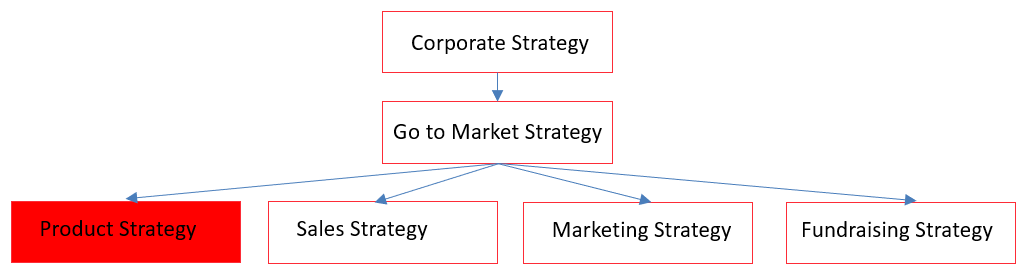 Corporate Strategy
Go to Market Strategy
Product Strategy
Sales Strategy
Marketing Strategy
Fundraising Strategy